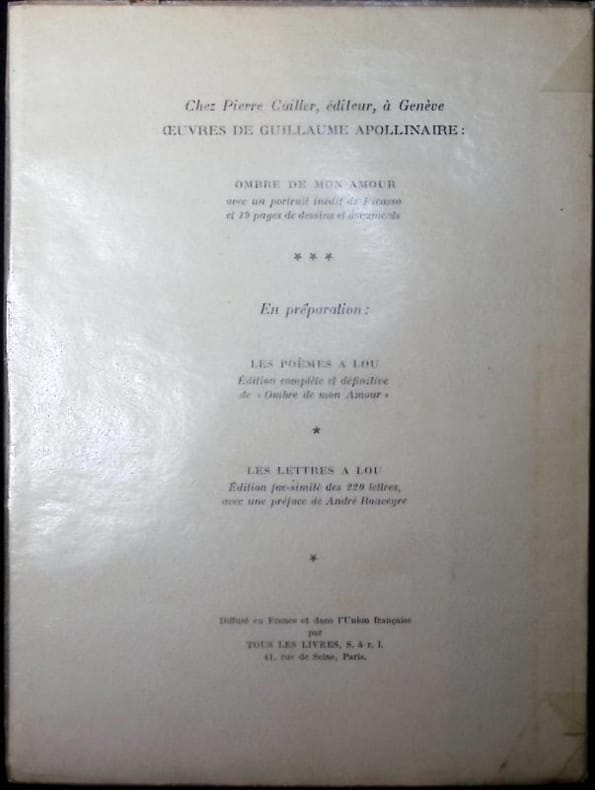 Chez Pierre Cailler, éditeur, à Genève
ŒUVRES DE GUILLAUME APOLLINAIRE :
OMBRE DE MON AMOUR
avec un portrait inédit de Picasso
et 19 pages de dessins et documents
* * *
En préparation :
LES POÈMES A LOU
Édition complète et définitive
de « Ombre de mon Amour »
*
LES LETTRES A LOU
Édition fac-similé des 220 lettres,
avec une préface de André Rouveyre
*
Diffusé en France et dans l'Union française
par
TOUS LES LIVRES, S. à r. l.
41, rue de Seine, Paris.